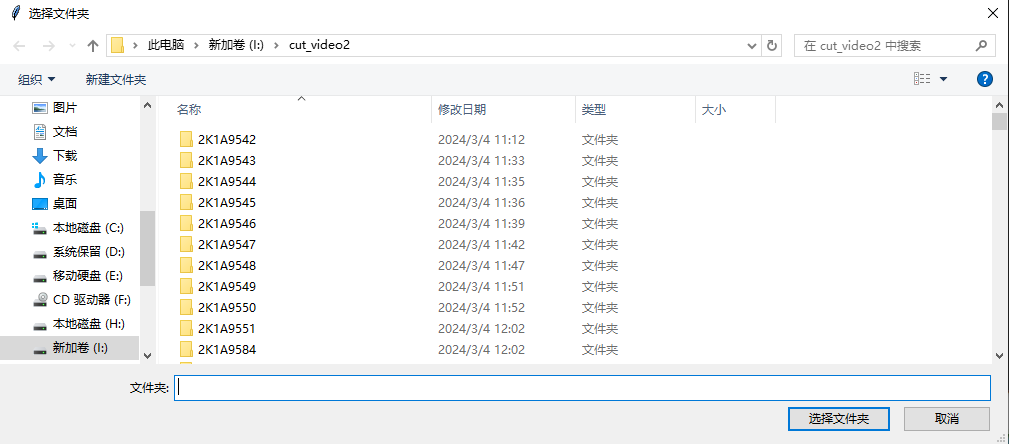 选择文件夹
此电脑 › 新加卷 (I:) › cut_video2
在 cut_video2 中搜索
组织 新建文件夹
图片
文档
下载
音乐
桌面
本地磁盘 (C:)
系统保留 (D:)
移动硬盘 (E:)
CD 驱动器 (F:)
本地磁盘 (H:)
新加卷 (I:)
名称 修改日期 类型 大小
2K1A9542 2024/3/4 11:12 文件夹
2K1A9543 2024/3/4 11:33 文件夹
2K1A9544 2024/3/4 11:35 文件夹
2K1A9545 2024/3/4 11:36 文件夹
2K1A9546 2024/3/4 11:39 文件夹
2K1A9547 2024/3/4 11:42 文件夹
2K1A9548 2024/3/4 11:47 文件夹
2K1A9549 2024/3/4 11:51 文件夹
2K1A9550 2024/3/4 11:52 文件夹
2K1A9551 2024/3/4 12:02 文件夹
2K1A9584 2024/3/4 12:02 文件夹
文件夹:
选择文件夹 取消